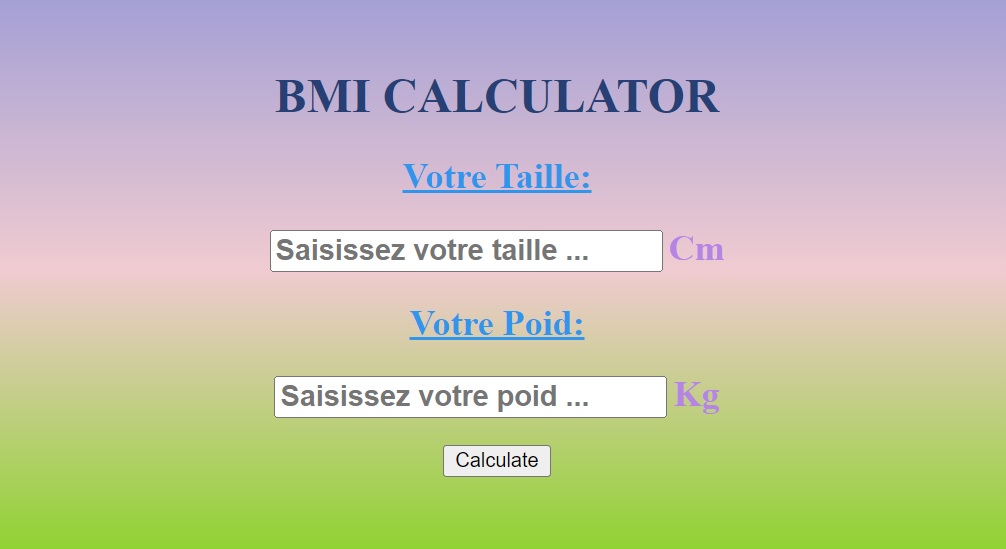 BMI CALCULATOR
Votre Taille:
Saisissez votre taille ... Cm
Votre Poid:
Saisissez votre poid ... Kg
Calculate